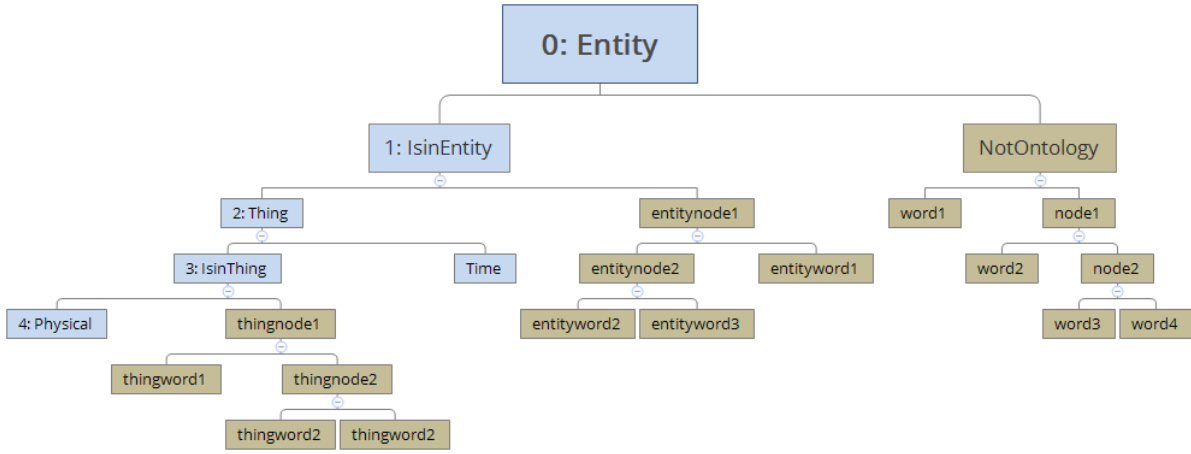 0: Entity
1: IsinEntity
NotOntology
2: Thing
entitynode1
word1
node1
3: IsinThing
Time
entitynode2
entityword1
word2
node2
4: Physical
thingnode1
entityword2
entityword3
word3
word4
thingword1
thingnode2
thingword2
thingword2